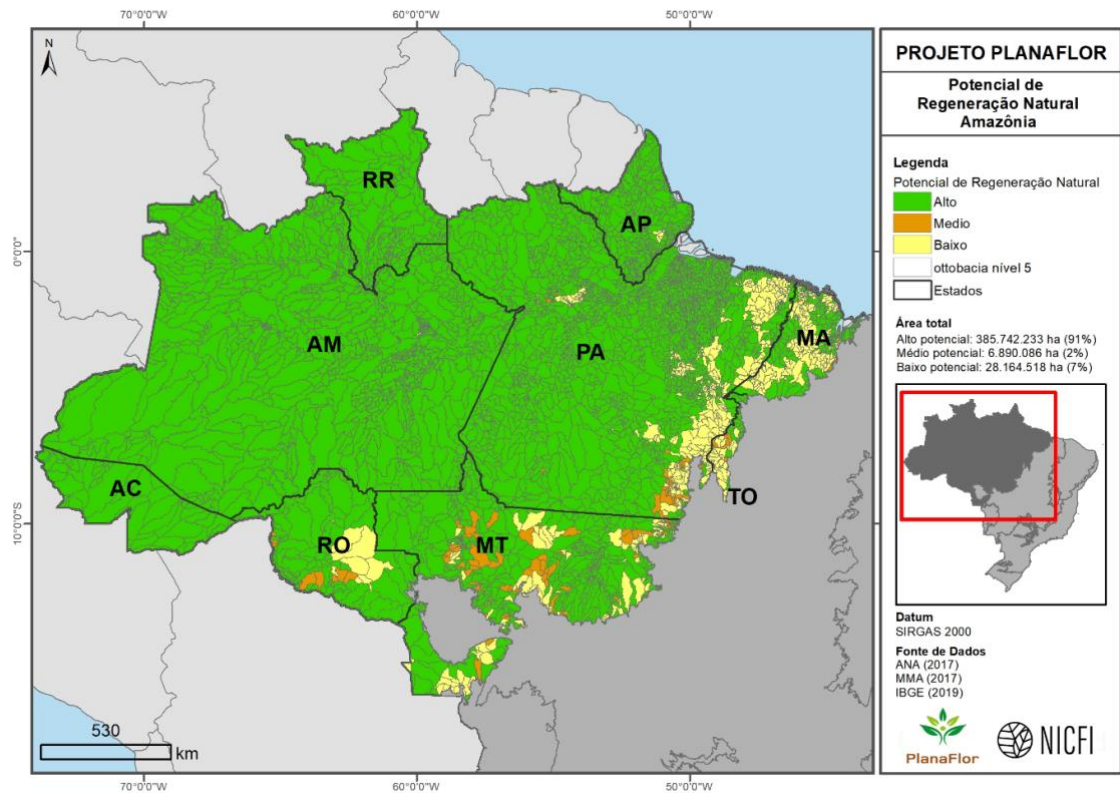 70°0'0"W
60°0'0"W
50°0'0"W
N
0°0'0"
10°0'0"S
RR
AP
AM
PA
MA
AC
RO
MT
TO
530
km
70°0'0"W
60°0'0"W
50°0'0"W
PROJETO PLANAFLOR
Potencial de
Regeneração Natural
Amazônia
Legenda
Potencial de Regeneração Natural
Alto
Medio
Baixo
ottobacia nível 5
Estados
Área total
Alto potencial: 385.742.233 ha (91%)
Médio potencial: 6.890.086 ha (2%)
Baixo potencial: 28.164.518 ha (7%)
Datum
SIRGAS 2000
Fonte de Dados
ANA (2017)
MMA (2017)
IBGE (2019)
PlanaFlor
NICFI